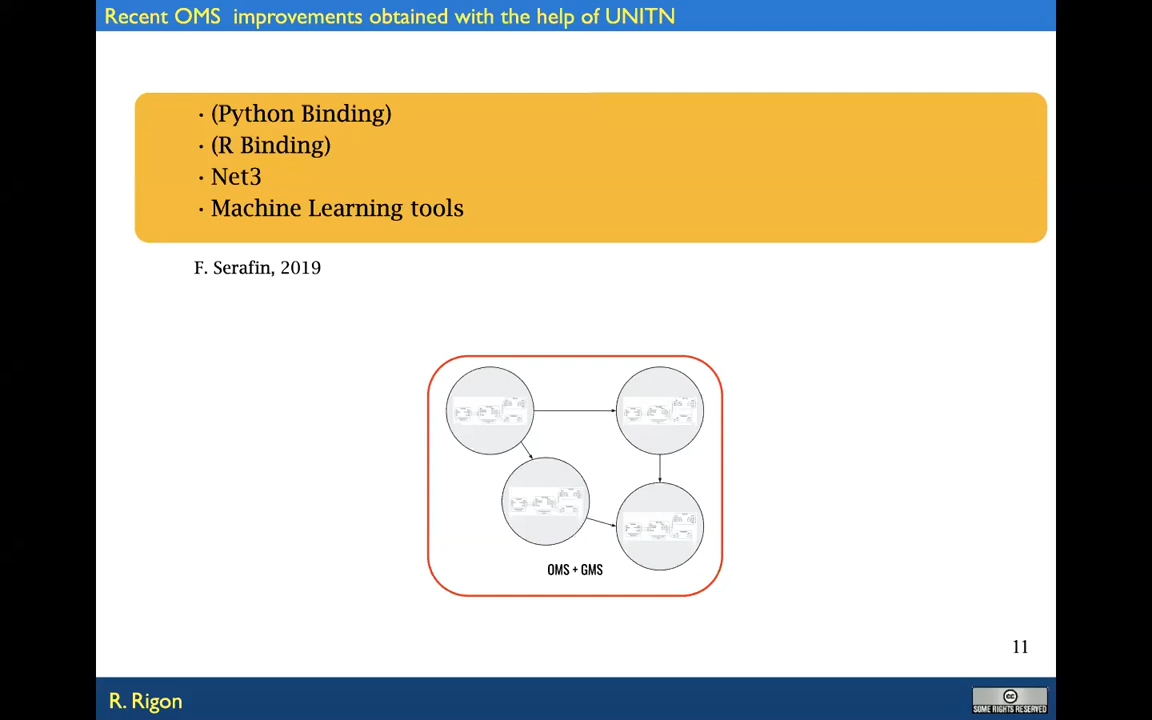 Recent OMS improvements obtained with the help of UNITN
· (Python Binding)
· (R Binding)
· Net3
· Machine Learning tools
F. Serafin, 2019
OMS + GMS
11
R. Rigon
cc
SOME RIGHTS RESERVED